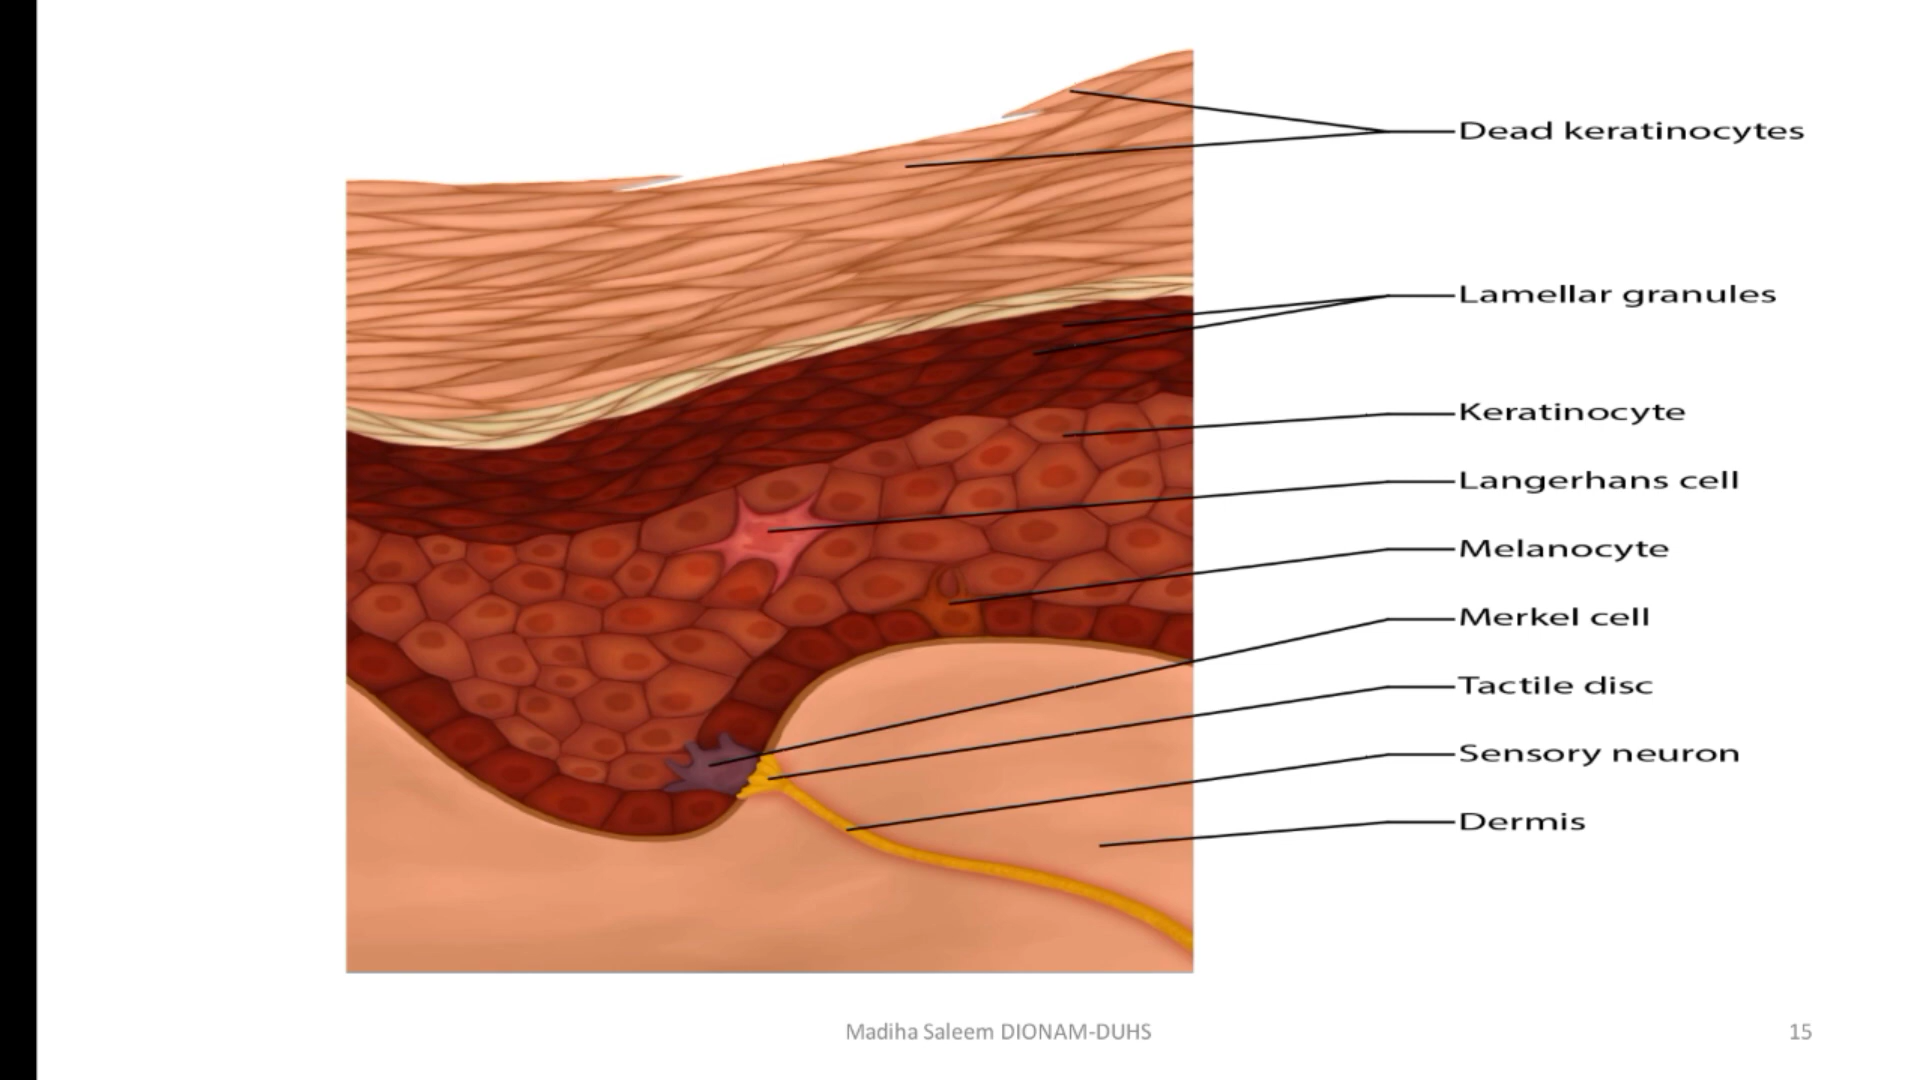 Dead keratinocytes
Lamellar granules
Keratinocyte
Langerhans cell
Melanocyte
Merkel cell
Tactile disc
Sensory neuron
Dermis
Madiha Saleem DIONAM-DUHS
15